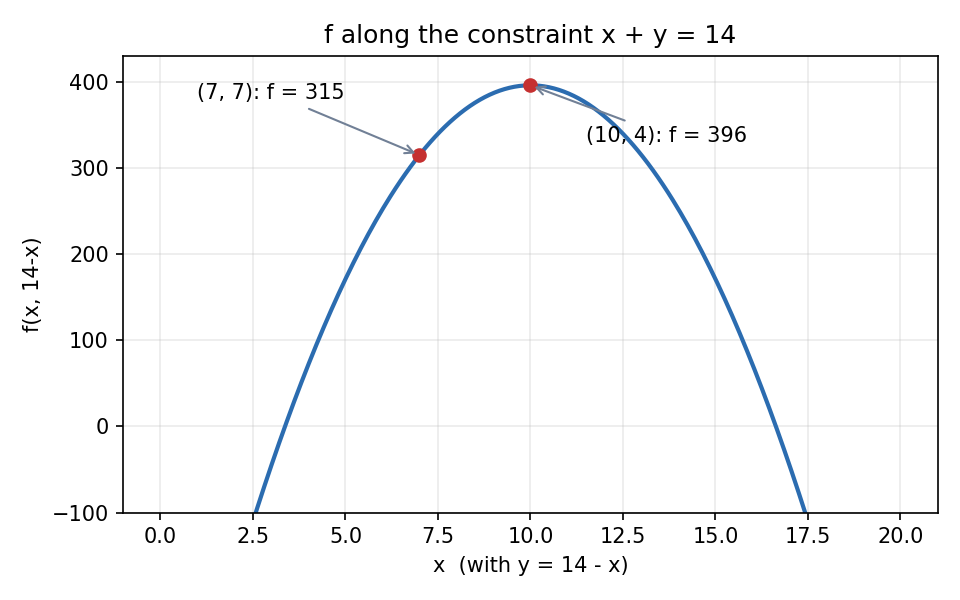 f along the constraint x + y = 14
400
300
200
100
0
−100
f(x, 14-x)
(7, 7): f = 315
(10, 4): f = 396
0.0 2.5 5.0 7.5 10.0 12.5 15.0 17.5 20.0
x (with y = 14 - x)